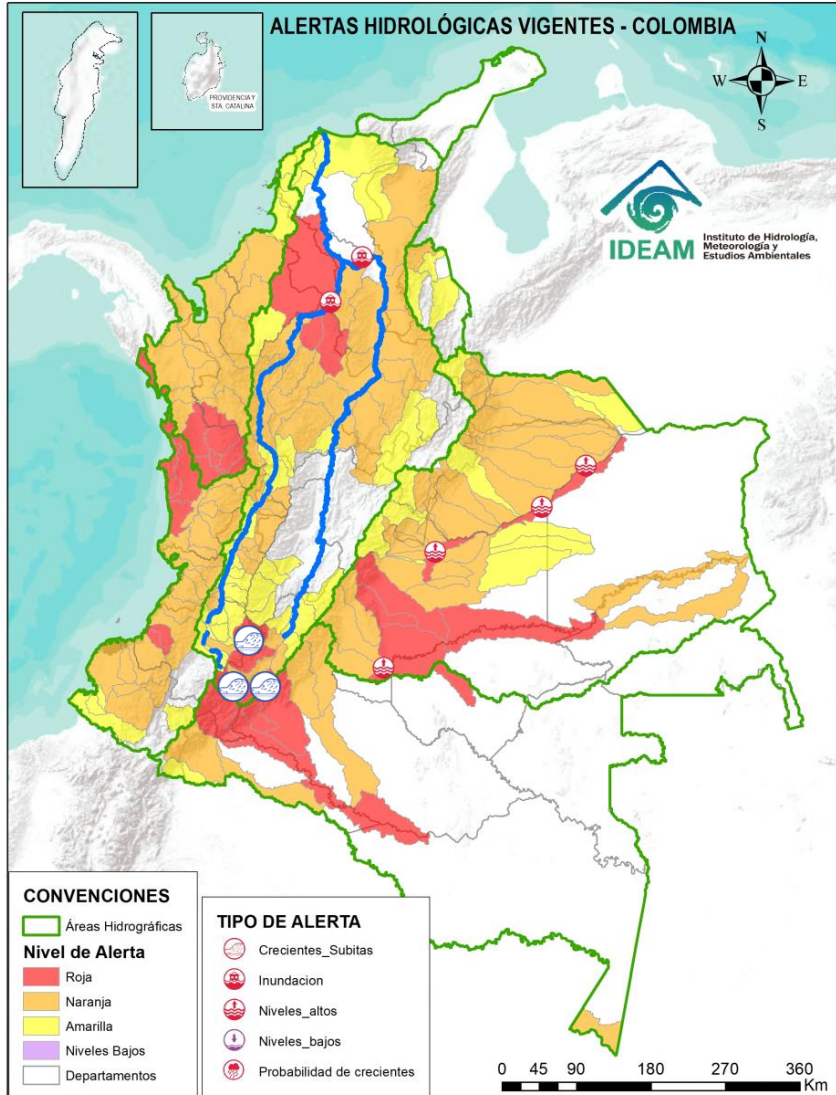 ALERTAS HIDROLÓGICAS VIGENTES - COLOMBIA
PROVIDENCIA Y
STA. CATALINA
N
W
E
S
IDEAM
Instituto de Hidrología,
Meteorología y
Estudios Ambientales
CONVENCIONES
Áreas Hidrográficas
Nivel de Alerta
Roja
Naranja
Amarilla
Niveles Bajos
Departamentos
TIPO DE ALERTA
Crecientes_Subitas
Inundacion
Niveles_altos
Niveles_bajos
Probabilidad de crecientes
0 45 90 180 270 360
Km